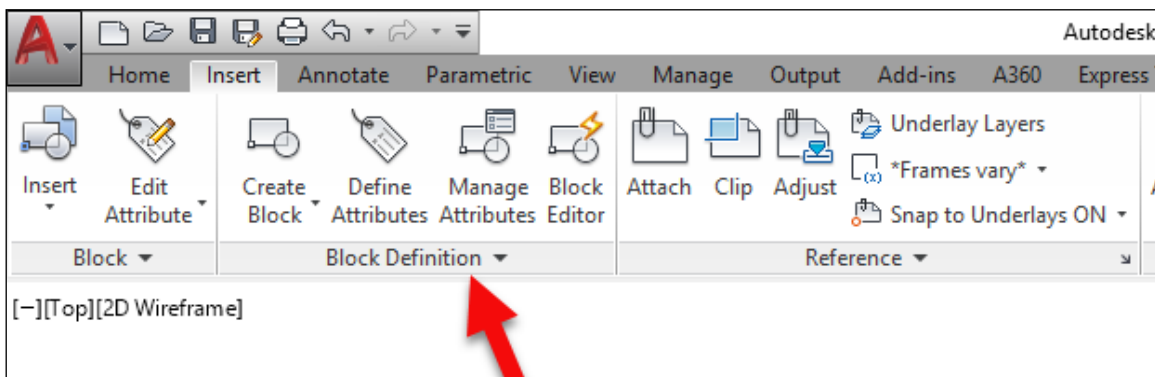 Autodesk
Home Insert Annotate Parametric View Manage Output Add-ins A360 Express
Insert
Edit
Attribute
Create
Block
Define
Attributes
Manage
Attributes
Block
Editor
Attach
Clip
Adjust
Underlay Layers
(x) *Frames vary*
Snap to Underlays ON
Block
Block Definition
Reference
[−][Top][2D Wireframe]